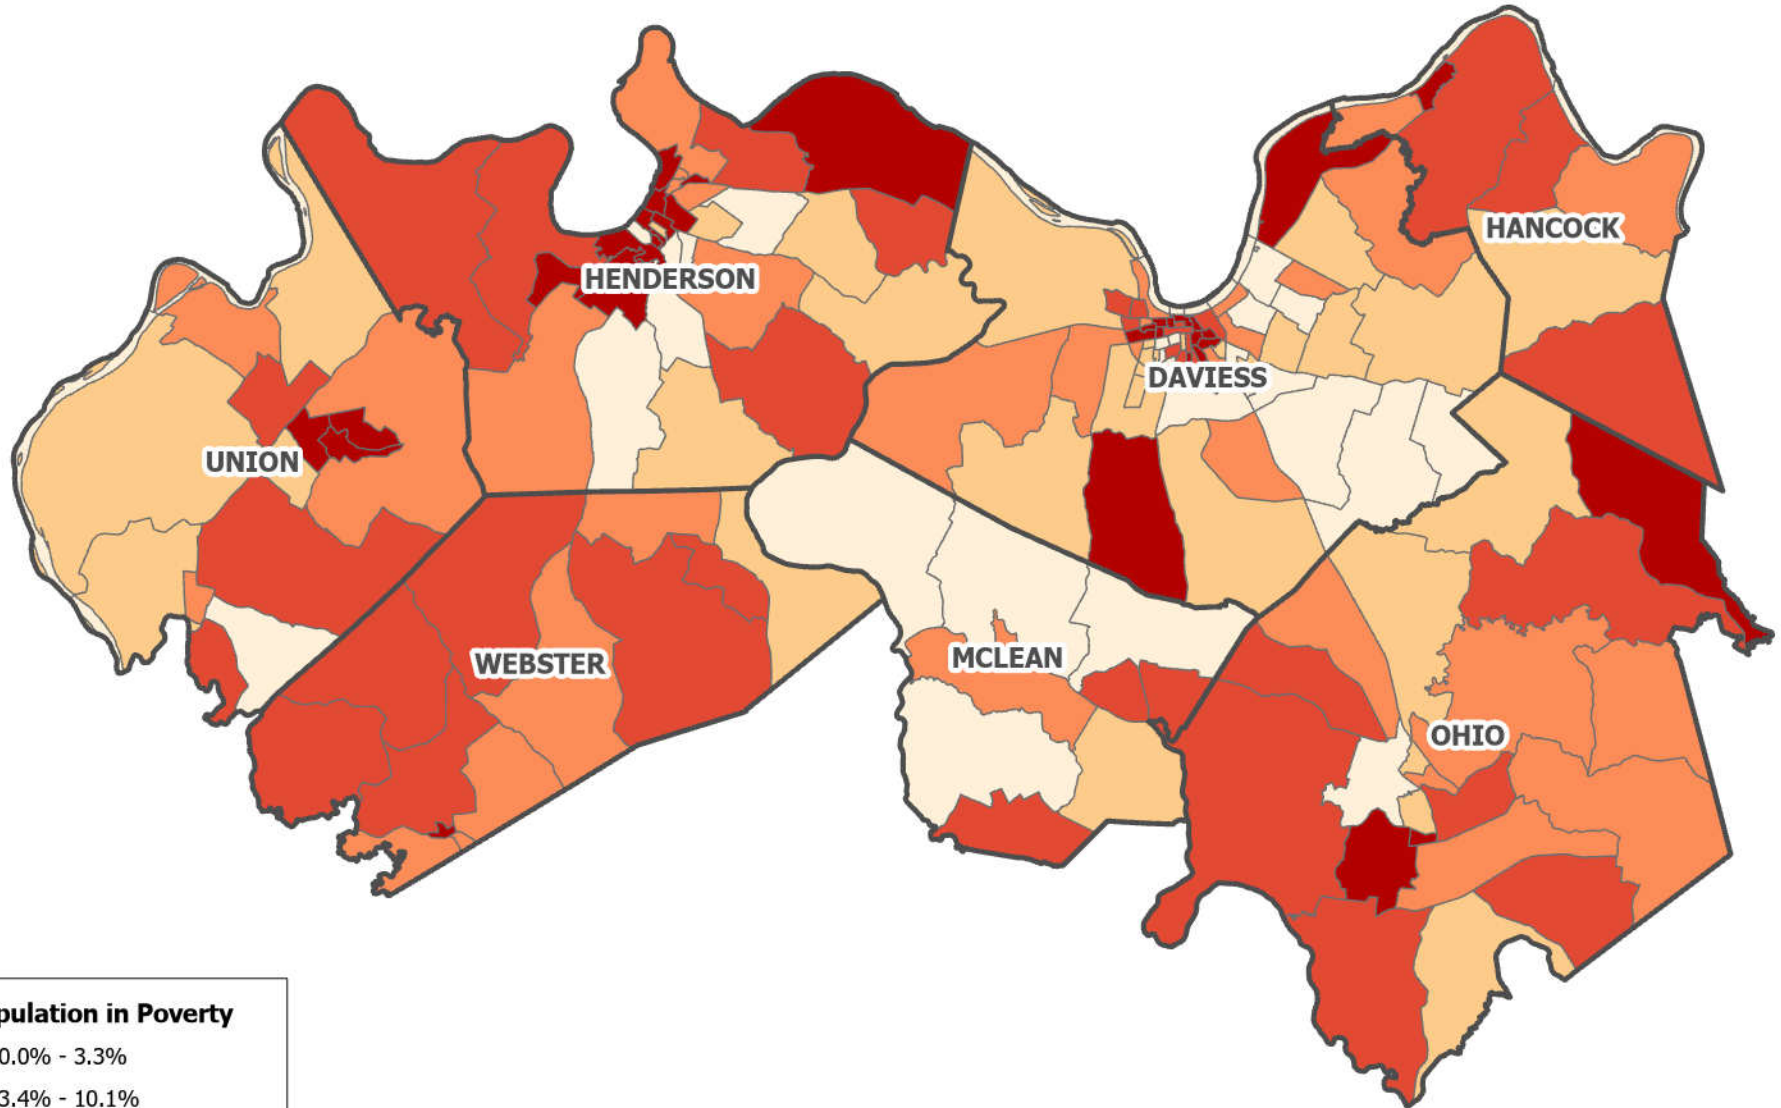 HANCOCK
HENDERSON
DAVIESS
UNION
WEBSTER
MCLEAN
OHIO
pulation in Poverty
0.0% - 3.3%
3.4% - 10.1%